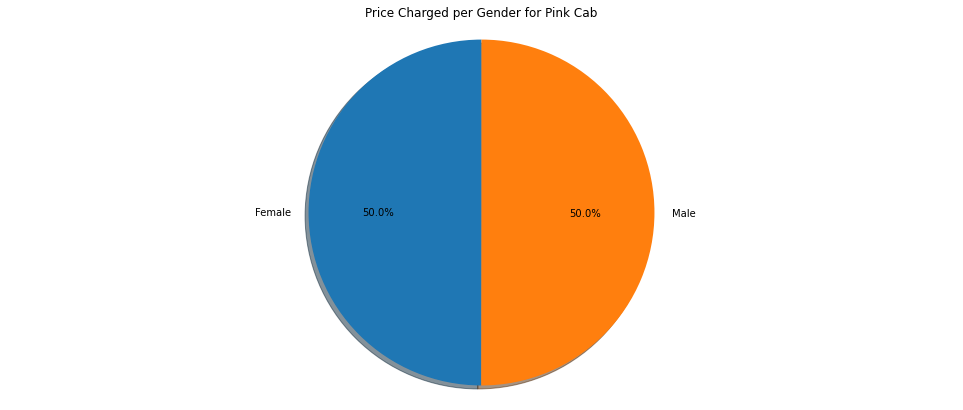 Price Charged per Gender for Pink Cab
Female
50.0%
50.0%
Male